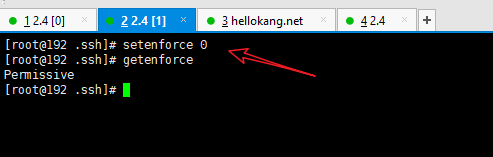 1 2.4 [0] × 2 2.4 [1] × 3 hellokang.net × 4 2.4 × +
[root@192 .ssh]# setenforce 0
[root@192 .ssh]# getenforce
Permissive
[root@192 .ssh]#